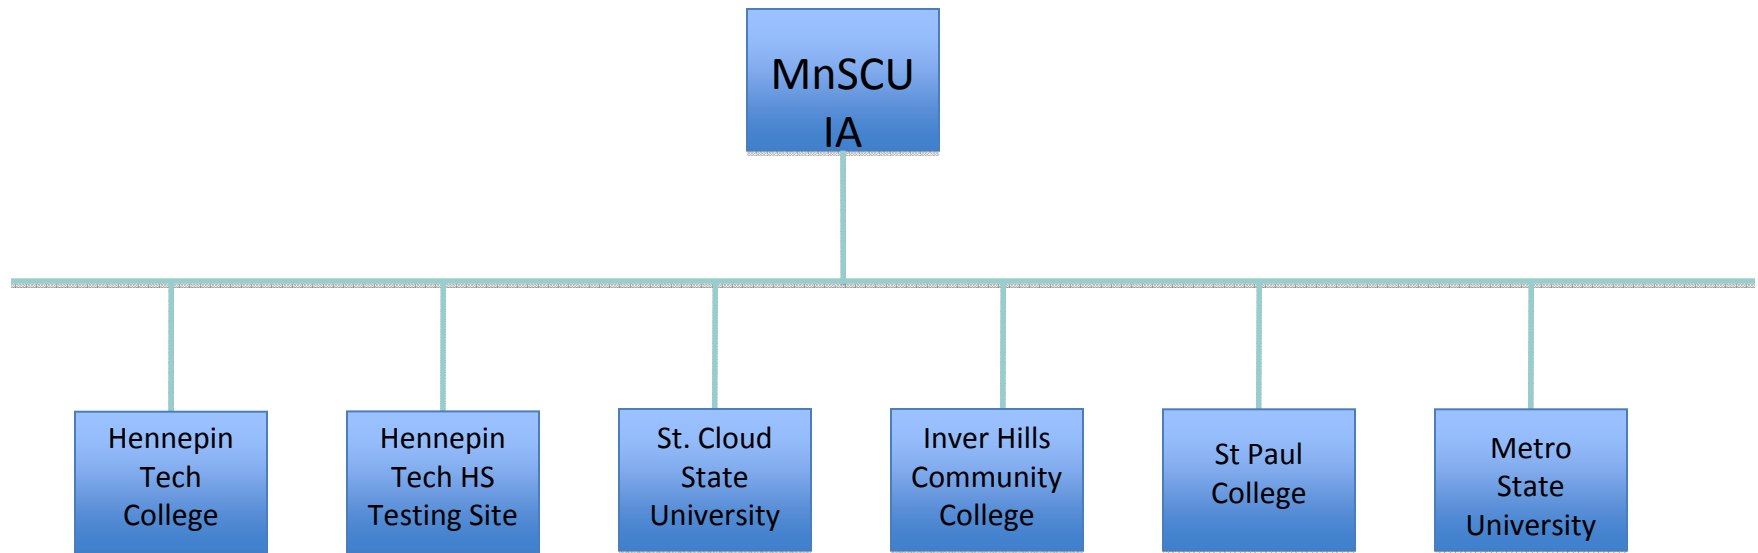 MnSCU
IA
Hennepin
Tech
College
Hennepin
Tech HS
Testing Site
St. Cloud
State
University
Inver Hills
Community
College
St Paul
College
Metro
State
University